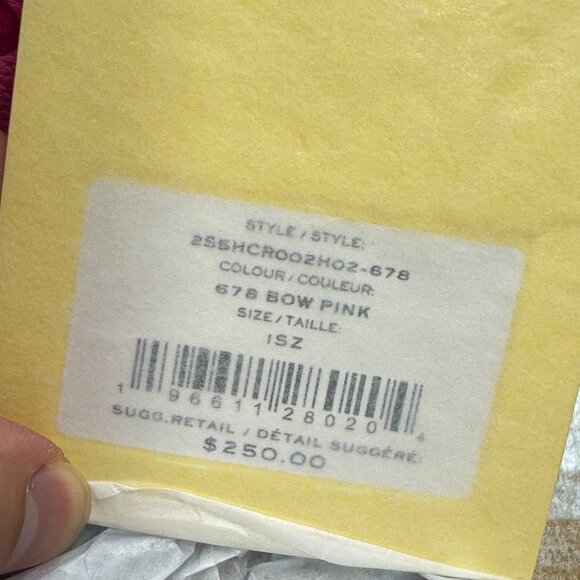 STYLE / STYLE:
2S5HCR002H02-678
COLOUR / COULEUR:
678 BOW PINK
SIZE / TAILLE:
1SZ
1 96611 28020 4
SUGG.RETAIL / DÉTAIL SUGGÉRÉ:
$250.00